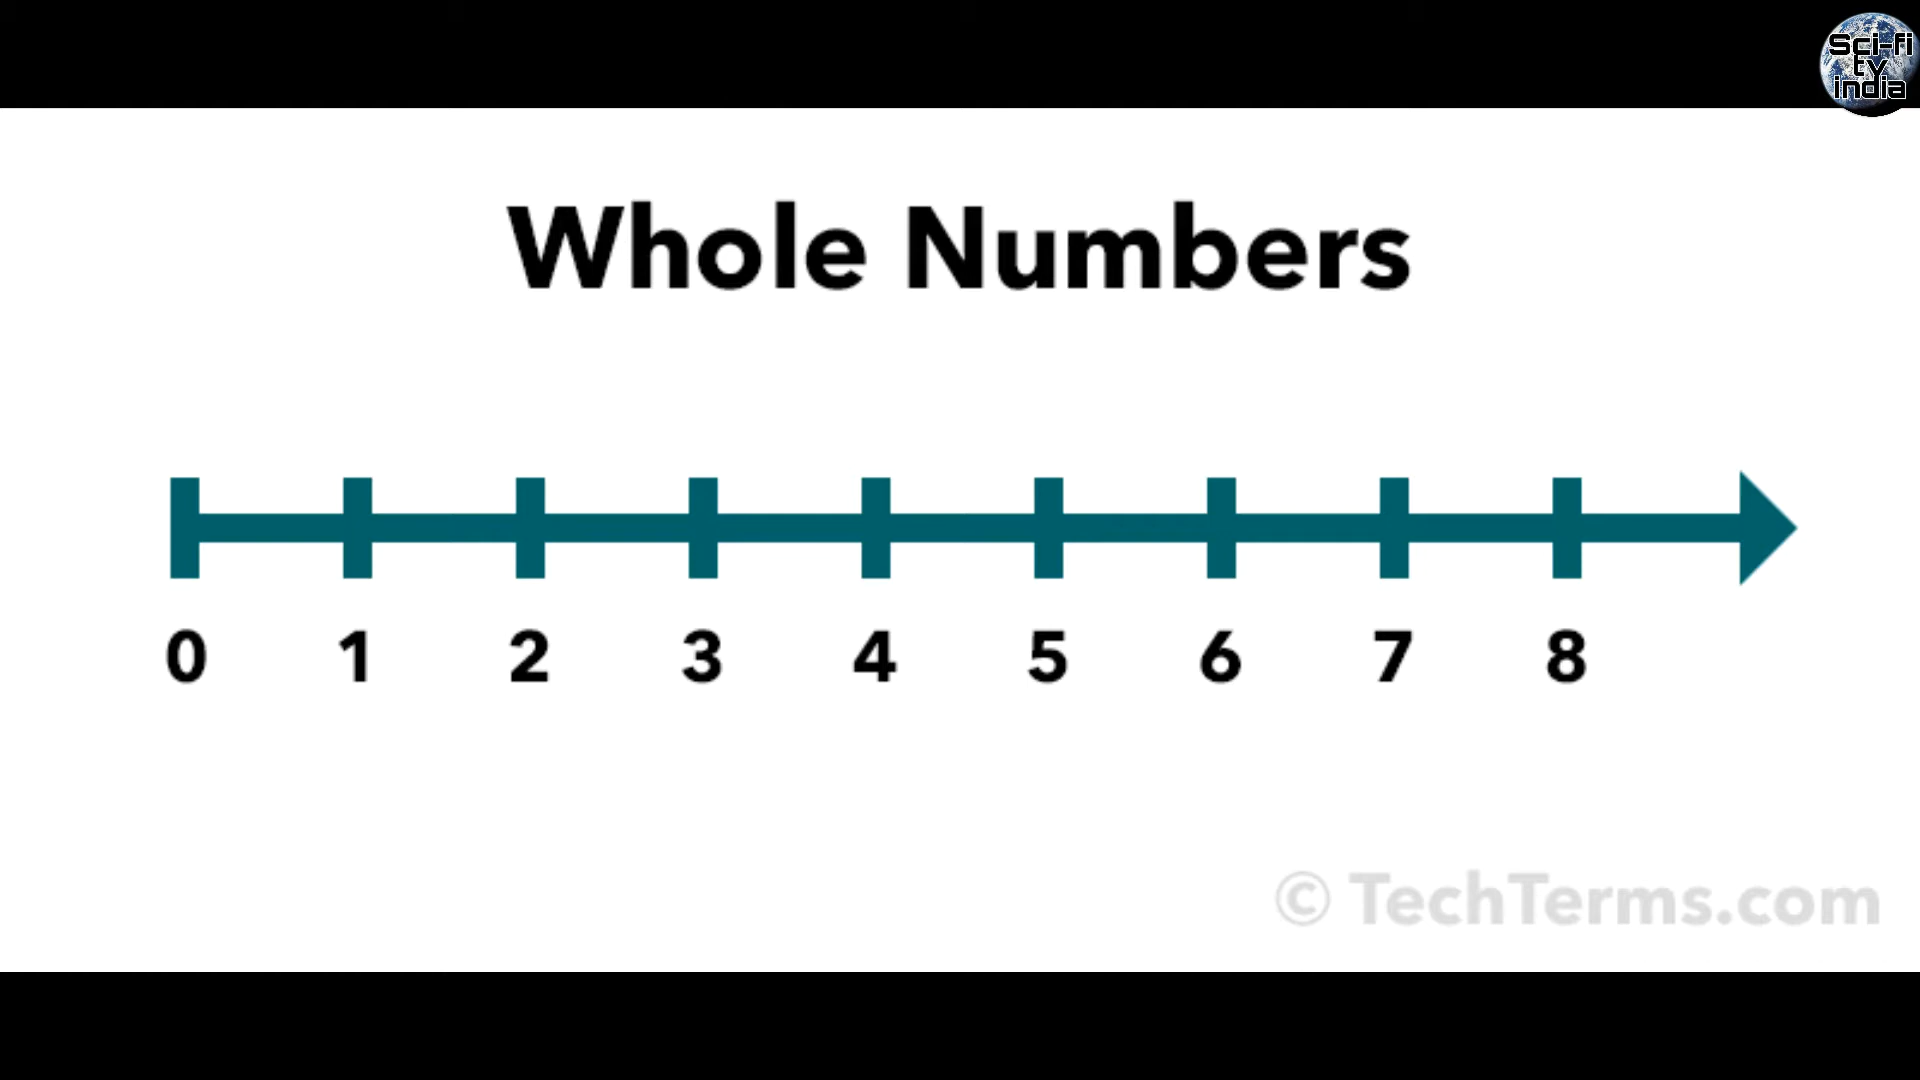 Sci-fi
tv
india
Whole Numbers
0 1 2 3 4 5 6 7 8
© TechTerms.com